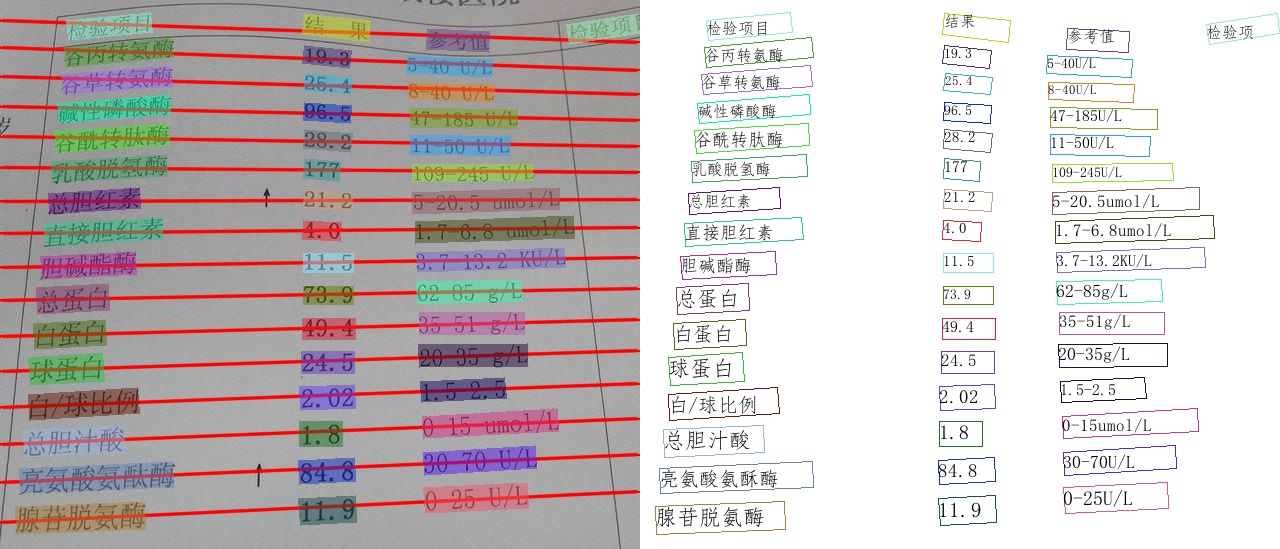 检验项目 结 果 参考值 检验项
谷丙转氨酶 19.3 5-40 U/L
谷草转氨酶 25.4 8-40 U/L
碱性磷酸酶 96.5 47-185 U/L
谷酰转肽酶 28.2 11-50 U/L
乳酸脱氢酶 177 109-245 U/L
总胆红素 ↑ 21.2 5-20.5 umol/L
直接胆红素 4.0 1.7-6.8 umol/L
胆碱酯酶 11.5 3.7-13.2 KU/L
总蛋白 73.9 62-85 g/L
白蛋白 49.4 35-51 g/L
球蛋白 24.5 20-35 g/L
白/球比例 2.02 1.5-2.5
总胆汁酸 1.8 0-15 umol/L
亮氨酸氨酞酶 ↑ 84.8 30-70 U/L
腺苷脱氨酶 11.9 0-25 U/L
检验项目 结果 参考值 检验项
谷丙转氨酶 19.3 5-40U/L
谷草转氨酶 25.4 8-40U/L
碱性磷酸酶 96.5 47-185U/L
谷酰转肽酶 28.2 11-50U/L
乳酸脱氢酶 177 109-245U/L
总胆红素 21.2 5-20.5umol/L
直接胆红素 4.0 1.7-6.8umol/L
胆碱酯酶 11.5 3.7-13.2KU/L
总蛋白 73.9 62-85g/L
白蛋白 49.4 35-51g/L
球蛋白 24.5 20-35g/L
白/球比例 2.02 1.5-2.5
总胆汁酸 1.8 0-15umol/L
亮氨酸氨酥酶 84.8 30-70U/L
腺苷脱氨酶 11.9 0-25U/L